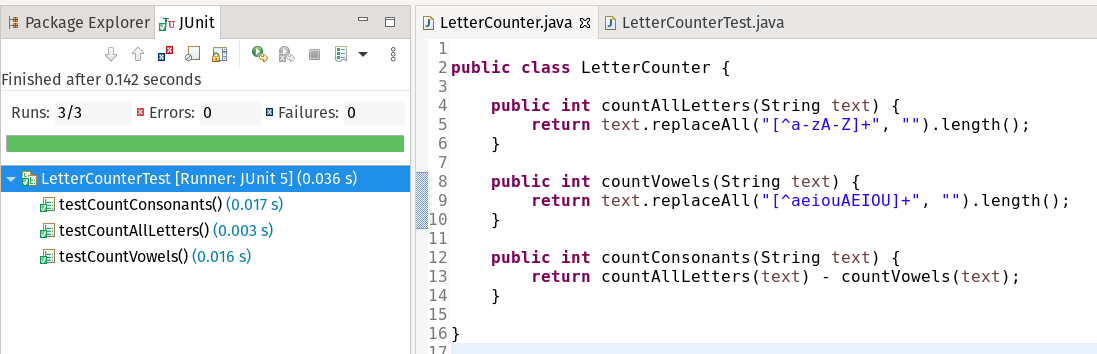 Package Explorer JUnit
Finished after 0.142 seconds
Runs: 3/3 Errors: 0 Failures: 0
LetterCounterTest [Runner: JUnit 5] (0.036 s)
testCountConsonants() (0.017 s)
testCountAllLetters() (0.003 s)
testCountVowels() (0.016 s)
LetterCounter.java LetterCounterTest.java
1
2 public class LetterCounter {
3
4     public int countAllLetters(String text) {
5         return text.replaceAll("[^a-zA-Z]+", "").length();
6     }
7
8     public int countVowels(String text) {
9         return text.replaceAll("[^aeiouAEIOU]+", "").length();
10     }
11
12     public int countConsonants(String text) {
13         return countAllLetters(text) - countVowels(text);
14     }
15
16 }
17